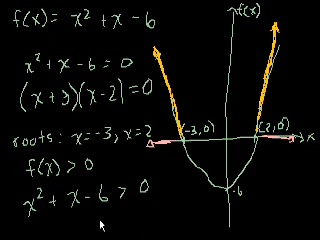 f(x) = x² + x - 6
x² + x - 6 = 0
(x + 3)(x - 2) = 0
roots: x = -3, x = 2
f(x) > 0
x² + x - 6 > 0
f(x)
(-3, 0)
(2, 0)
x
-6